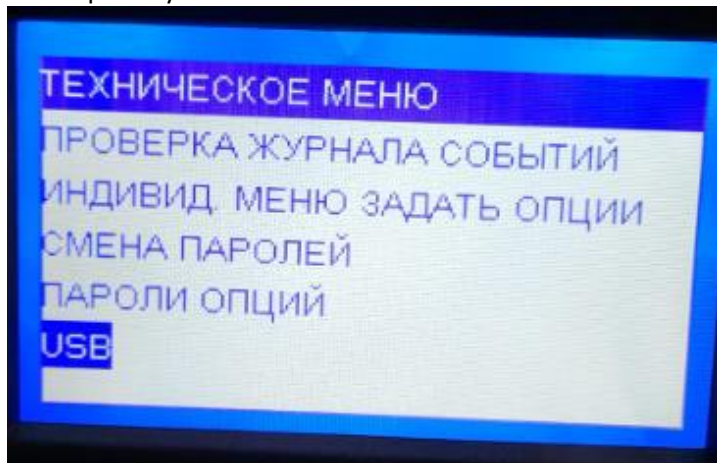 ТЕХНИЧЕСКОЕ МЕНЮ
ПРОВЕРКА ЖУРНАЛА СОБЫТИЙ
ИНДИВИД. МЕНЮ ЗАДАТЬ ОПЦИИ
СМЕНА ПАРОЛЕЙ
ПАРОЛИ ОПЦИЙ
USB